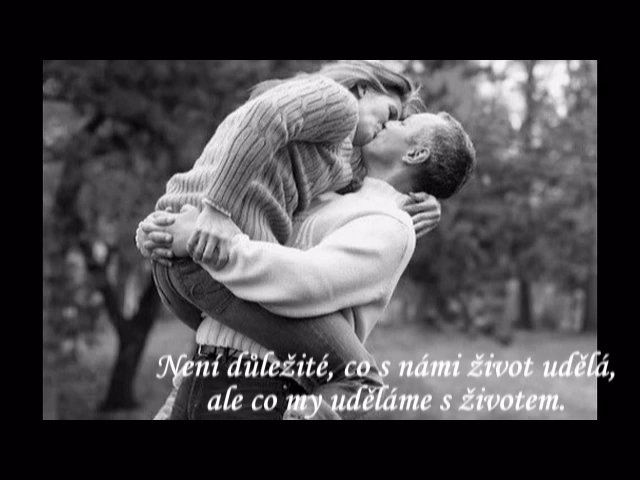 Není důležité, co s námi život udělá,
ale co my uděláme s životem.